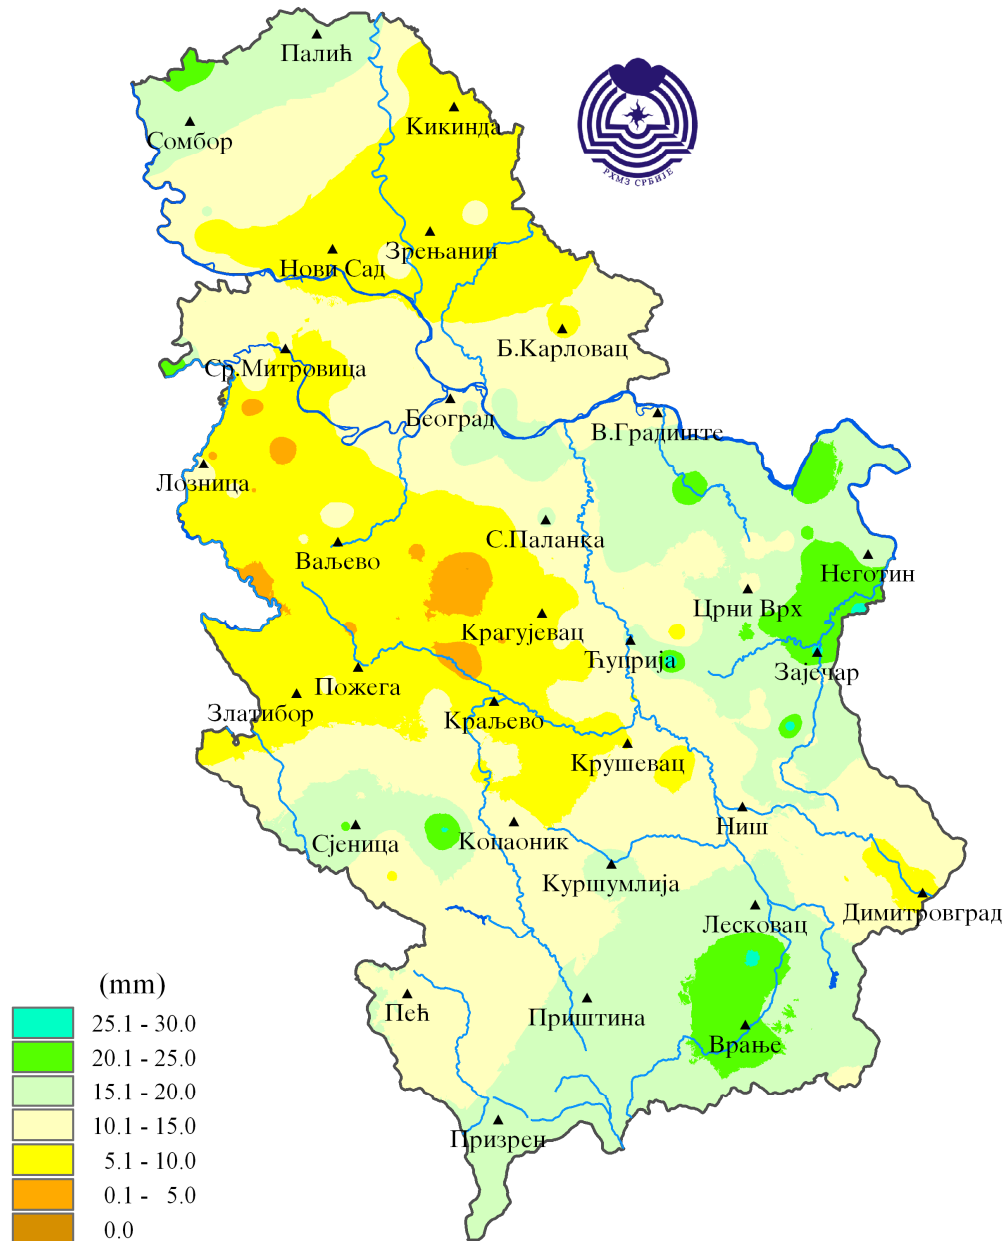 Палић
Кикинда
Сомбор
РХМЗ СРБИЈЕ
Зрењанин
Нови Сад
Б.Карловац
Ср.Митровица
Београд
В.Градиште
Лозница
С.Паланка
Ваљево
Неготин
Црни Врх
Крагујевац
Ћуприја
Зајечар
Пожега
Златибор
Краљево
Крушевац
Ниш
Сјеница
Копаоник
Куршумлија
Димитровград
Лесковац
(mm)
Пећ
Приштина
Врање
Призрен
25.1 - 30.0
20.1 - 25.0
15.1 - 20.0
10.1 - 15.0
5.1 - 10.0
0.1 - 5.0
0.0